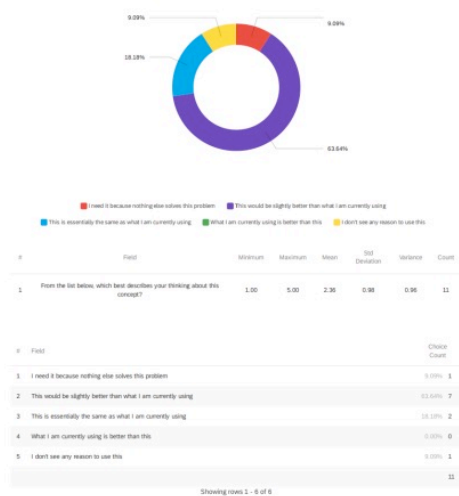 9.09%
9.09%
18.18%
63.64%
I need it because nothing else solves this problem This would be slightly better than what I am currently using
This is essentially the same as what I am currently using What I am currently using is better than this I don't see any reason to use this
# Field Minimum Maximum Mean Std Deviation Variance Count
1 From the list below, which best describes your thinking about this concept? 1.00 5.00 2.36 0.98 0.96 11
# Field Choice Count
1 I need it because nothing else solves this problem 9.09% 1
2 This would be slightly better than what I am currently using 63.64% 7
3 This is essentially the same as what I am currently using 18.18% 2
4 What I am currently using is better than this 0.00% 0
5 I don't see any reason to use this 9.09% 1
11
Showing rows 1 - 6 of 6